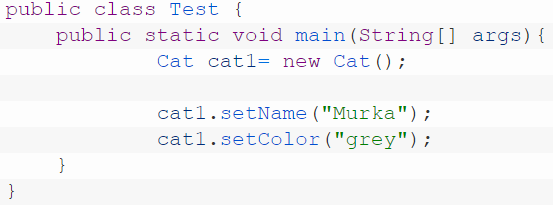 public class Test {
public static void main(String[] args){
Cat cat1= new Cat();
cat1.setName("Murka");
cat1.setColor("grey");
}
}